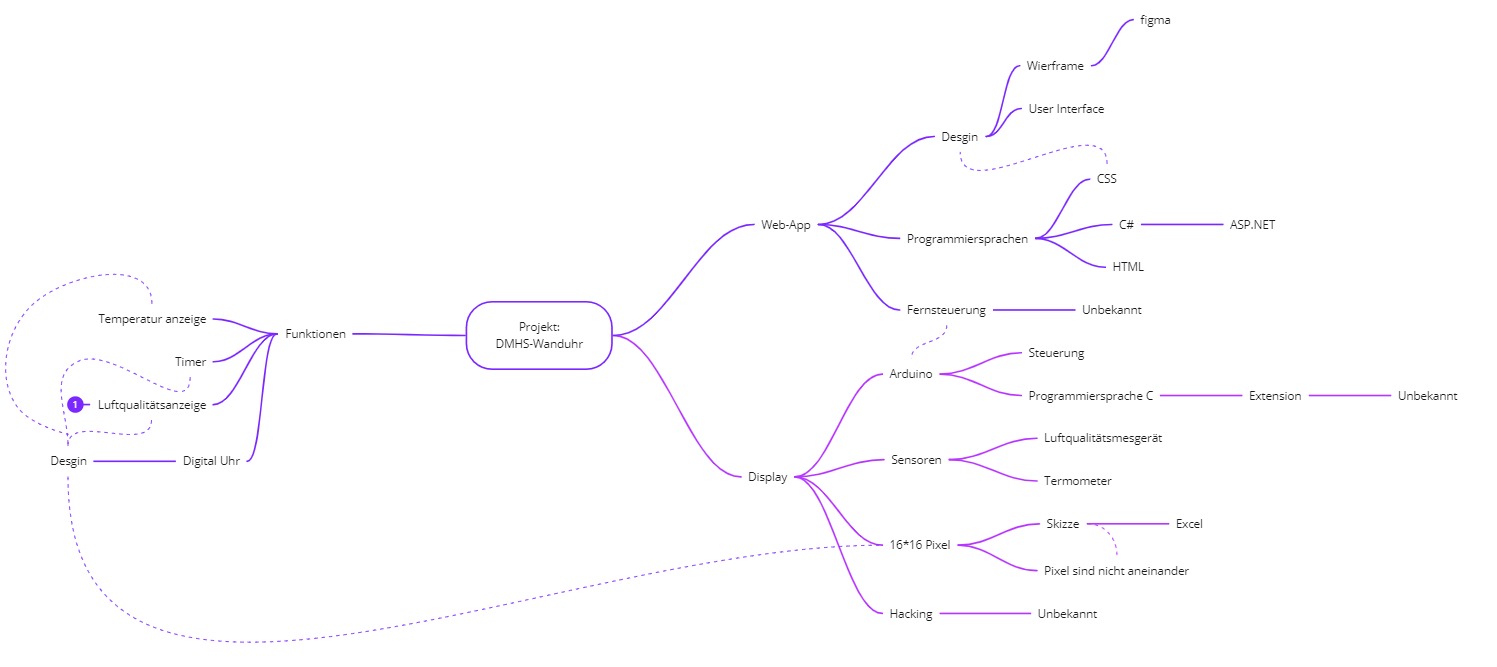 figma
Wierframe
User Interface
Desgin
CSS
Web-App
C#
ASP.NET
Programmiersprachen
HTML
Fernsteuerung
Unbekannt
Temperatur anzeige
Funktionen
Projekt:
DMHS-Wanduhr
Timer
1
Luftqualitätsanzeige
Desgin
Digital Uhr
Steuerung
Arduino
Programmiersprache C
Extension
Unbekannt
Luftqualitätsmesgerät
Sensoren
Termometer
Display
Skizze
Excel
16*16 Pixel
Pixel sind nicht aneinander
Hacking
Unbekannt